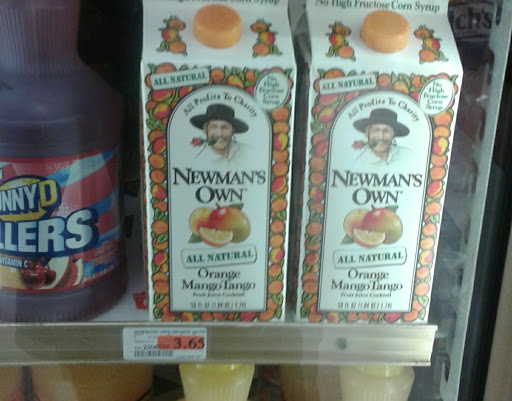 No High Fructose Corn Syrup
ALL NATURAL
No
High
Fructose
Corn
Syrup
All Profits To Charity
NEWMAN'S
OWN
ALL NATURAL
Orange
Mango Tango
Fruit Juice Cocktail
ALL NATURAL
No
High
Fructose
Corn
Syrup
All Profits To Charity
NEWMAN'S
OWN
ALL NATURAL
Orange
Mango Tango
Fruit Juice Cocktail
NNYD
LERS
VITAMIN C
3.65